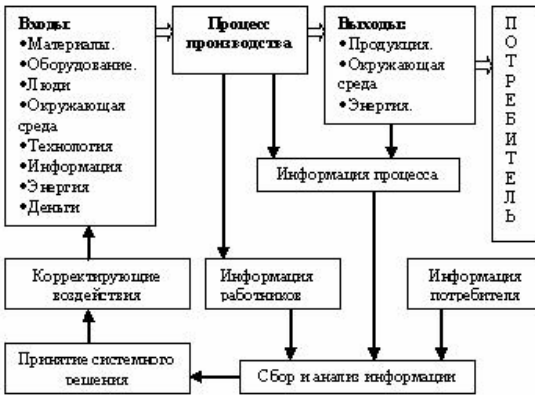 Входы:
•Материалы.
•Оборудование.
•Люди
•Окружающая
среда
•Технология
•Информация
•Энергия
•Деньги
Процесс
производства
Выходы:
•Продукция.
•Окружающая
среда
•Энергия.
ПОТРЕБИТЕЛЬ
Информация процесса
Корректирующие
воздействия
Информация
работников
Информация
потребителя
Принятие системного
решения
Сбор и анализ информации